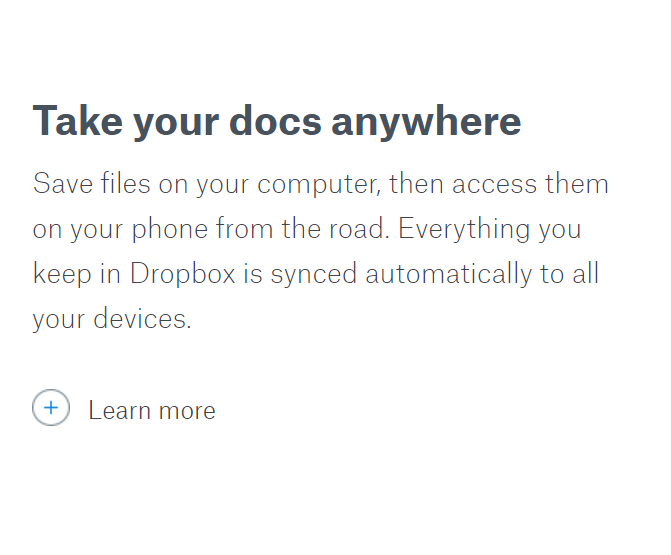 Take your docs anywhere
Save files on your computer, then access them
on your phone from the road. Everything you
keep in Dropbox is synced automatically to all
your devices.
Learn more